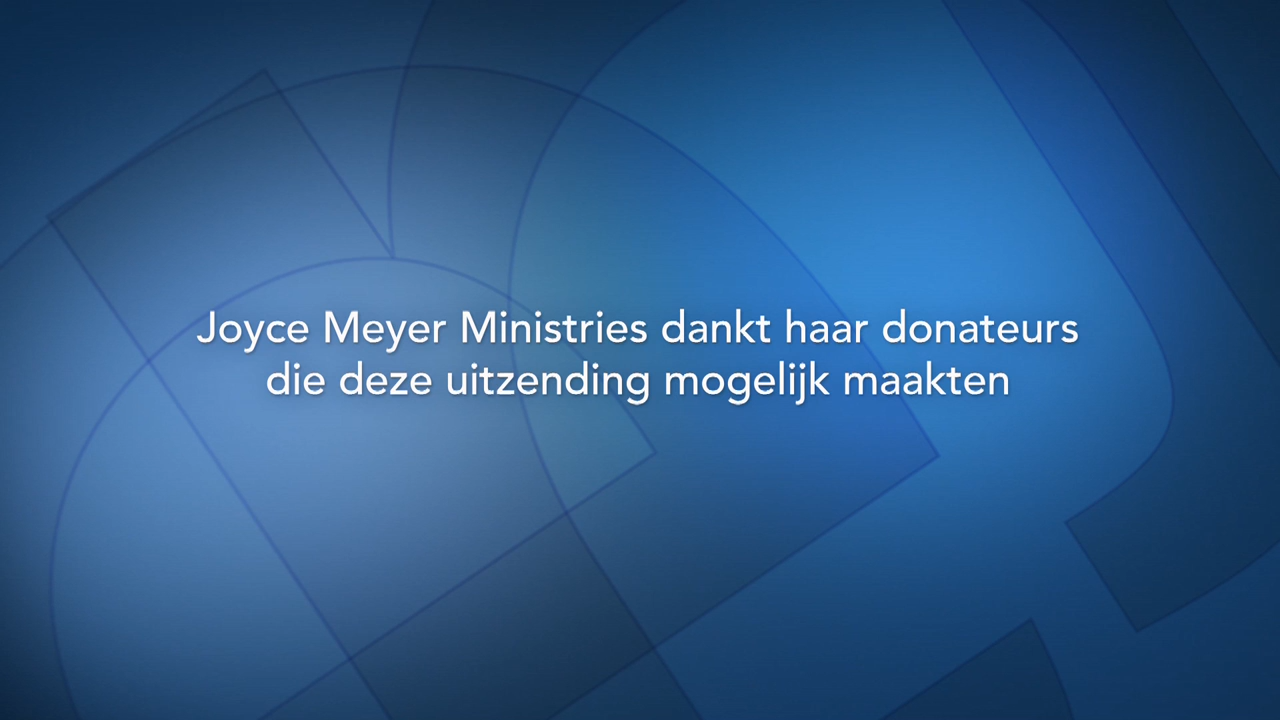 Joyce Meyer Ministries dankt haar donateurs
die deze uitzending mogelijk maakten